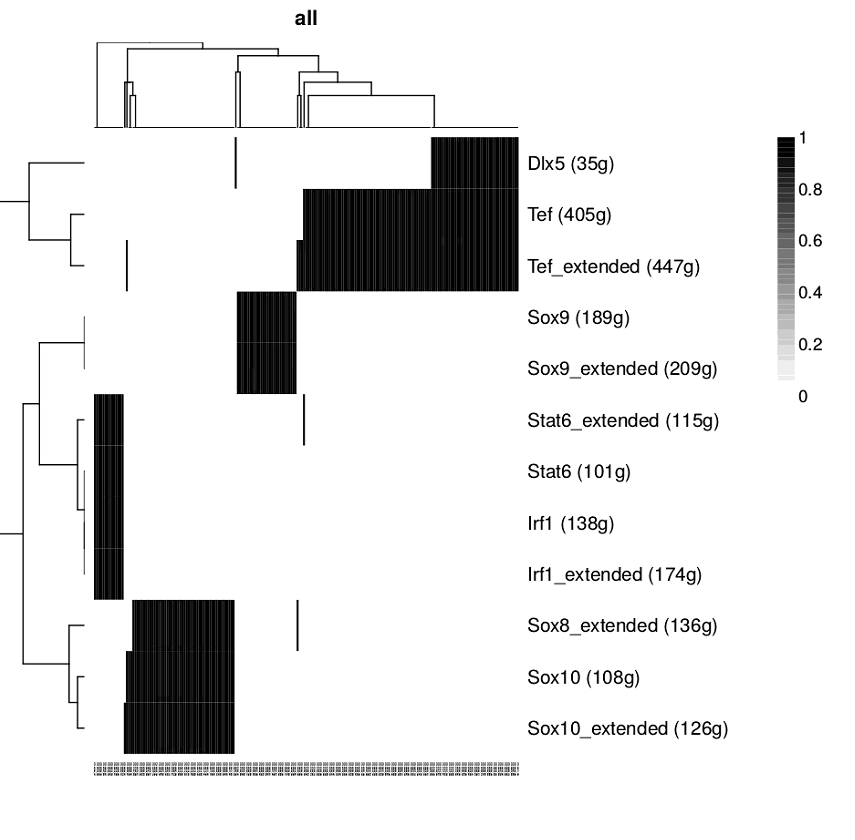 all
Dlx5 (35g)
Tef (405g)
Tef_extended (447g)
Sox9 (189g)
Sox9_extended (209g)
Stat6_extended (115g)
Stat6 (101g)
Irf1 (138g)
Irf1_extended (174g)
Sox8_extended (136g)
Sox10 (108g)
Sox10_extended (126g)
1
0.8
0.6
0.4
0.2
0